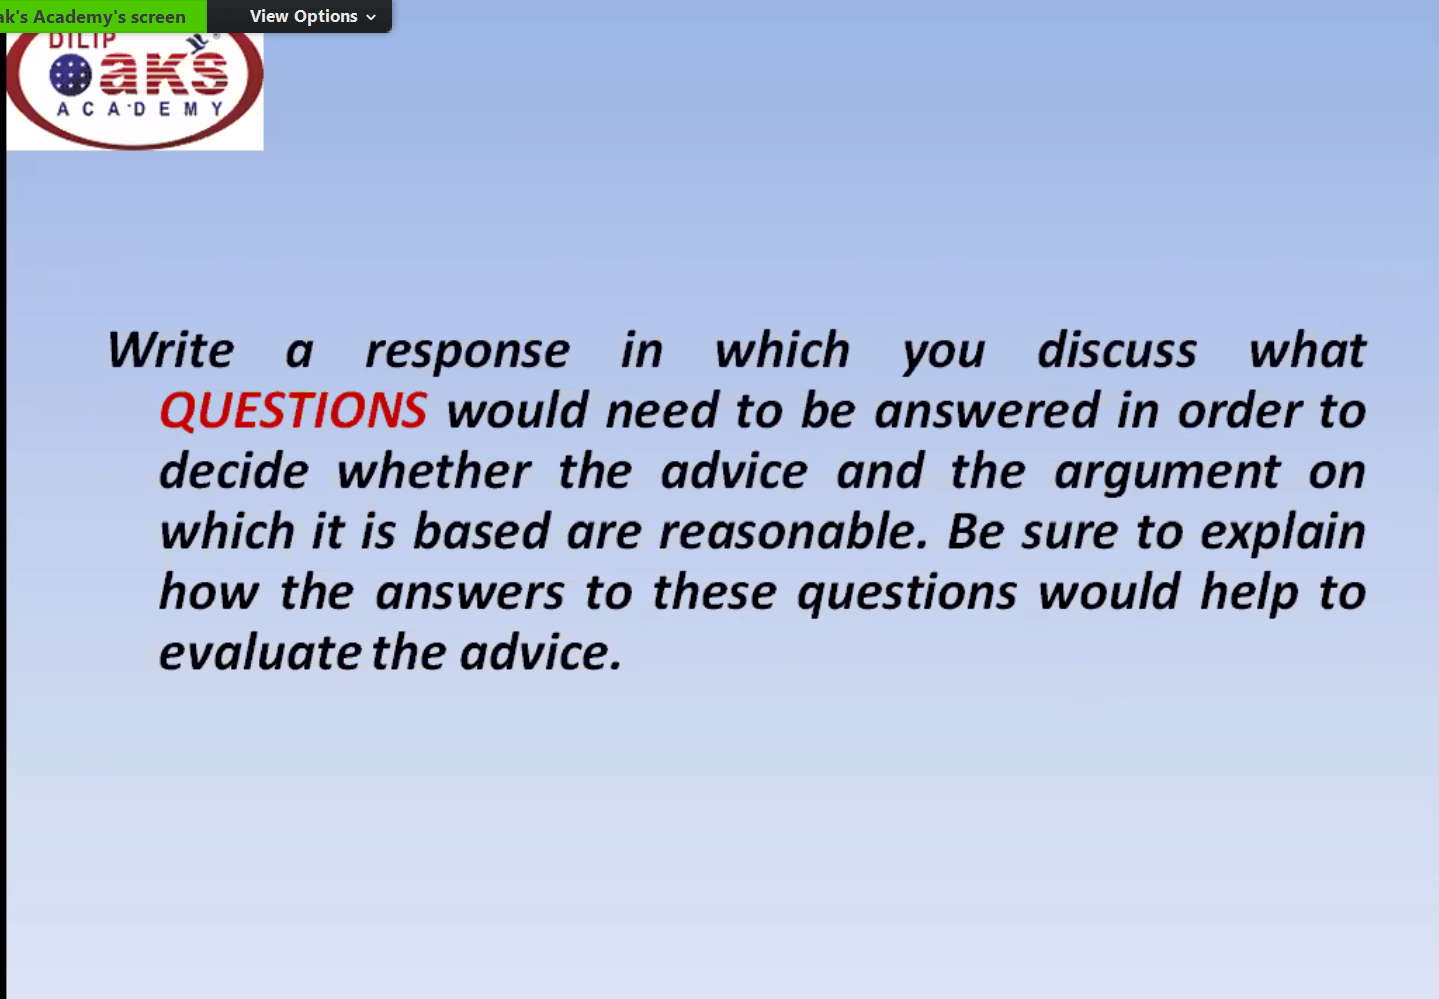 ak's Academy's screen View Options
DILIP
Oaks
ACADEMY
Write a response in which you discuss what
QUESTIONS would need to be answered in order to
decide whether the advice and the argument on
which it is based are reasonable. Be sure to explain
how the answers to these questions would help to
evaluate the advice.